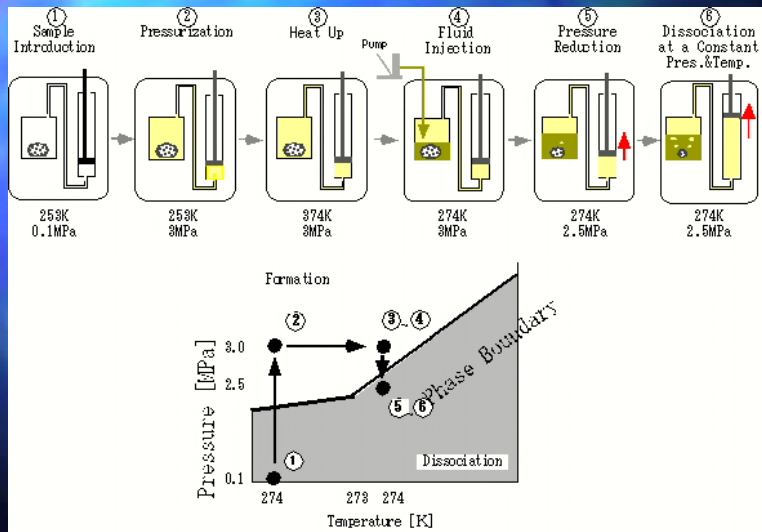 ① ② ③ ④ ⑤ ⑥
Sample Introduction
Pressurization
Heat Up
Fluid Injection
Pressure Reduction
Dissociation at a Constant Pres.&Temp.
Pump
253K
0.1MPa
253K
3MPa
374K
3MPa
274K
3MPa
274K
2.5MPa
274K
2.5MPa
Formation
② ③ ~ ④
3.0
2.5
0.1
Pressure [MPa]
Phase Boundary
⑤ ~ ⑥
①
Dissociation
274 273 274
Temperature [K]